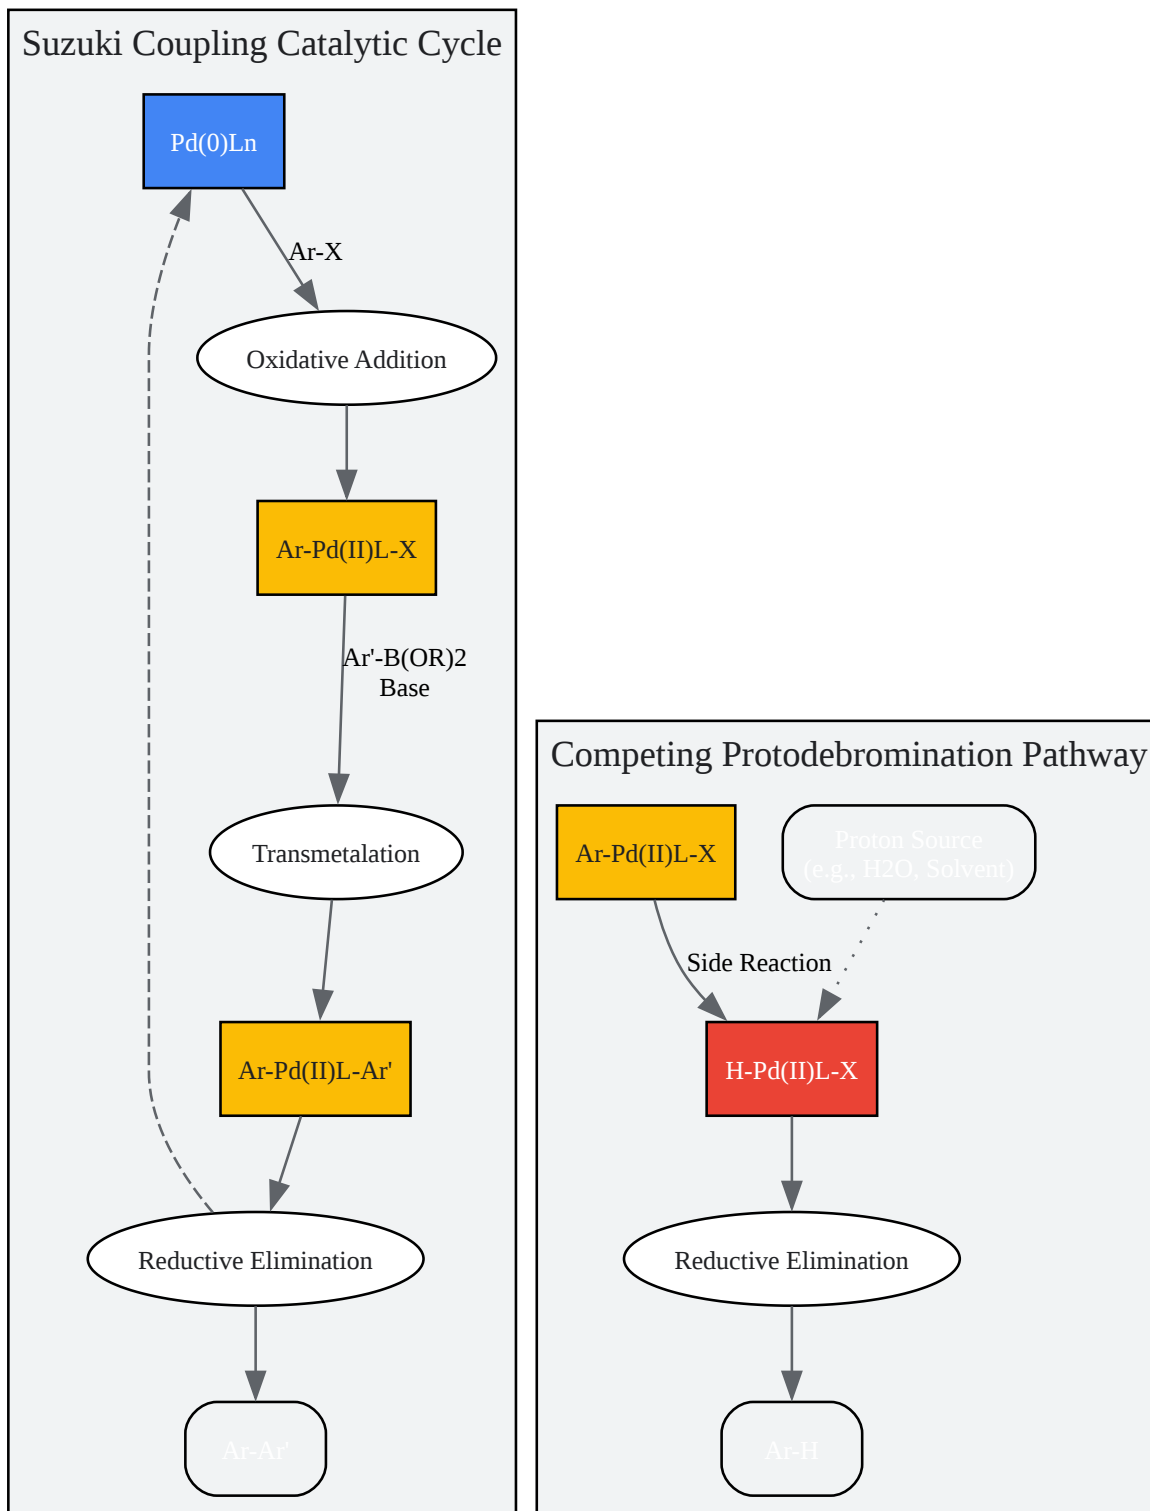 Suzuki Coupling Catalytic Cycle
Pd(0)Ln
Ar-X
Oxidative Addition
Ar-Pd(II)L-X
Ar'-B(OR)2
Base
Transmetalation
Ar-Pd(II)L-Ar'
Reductive Elimination
Ar-Ar'
Competing Protodebromination Pathway
Ar-Pd(II)L-X
Proton Source
(e.g., H2O, Solvent)
Side Reaction
H-Pd(II)L-X
Reductive Elimination
Ar-H